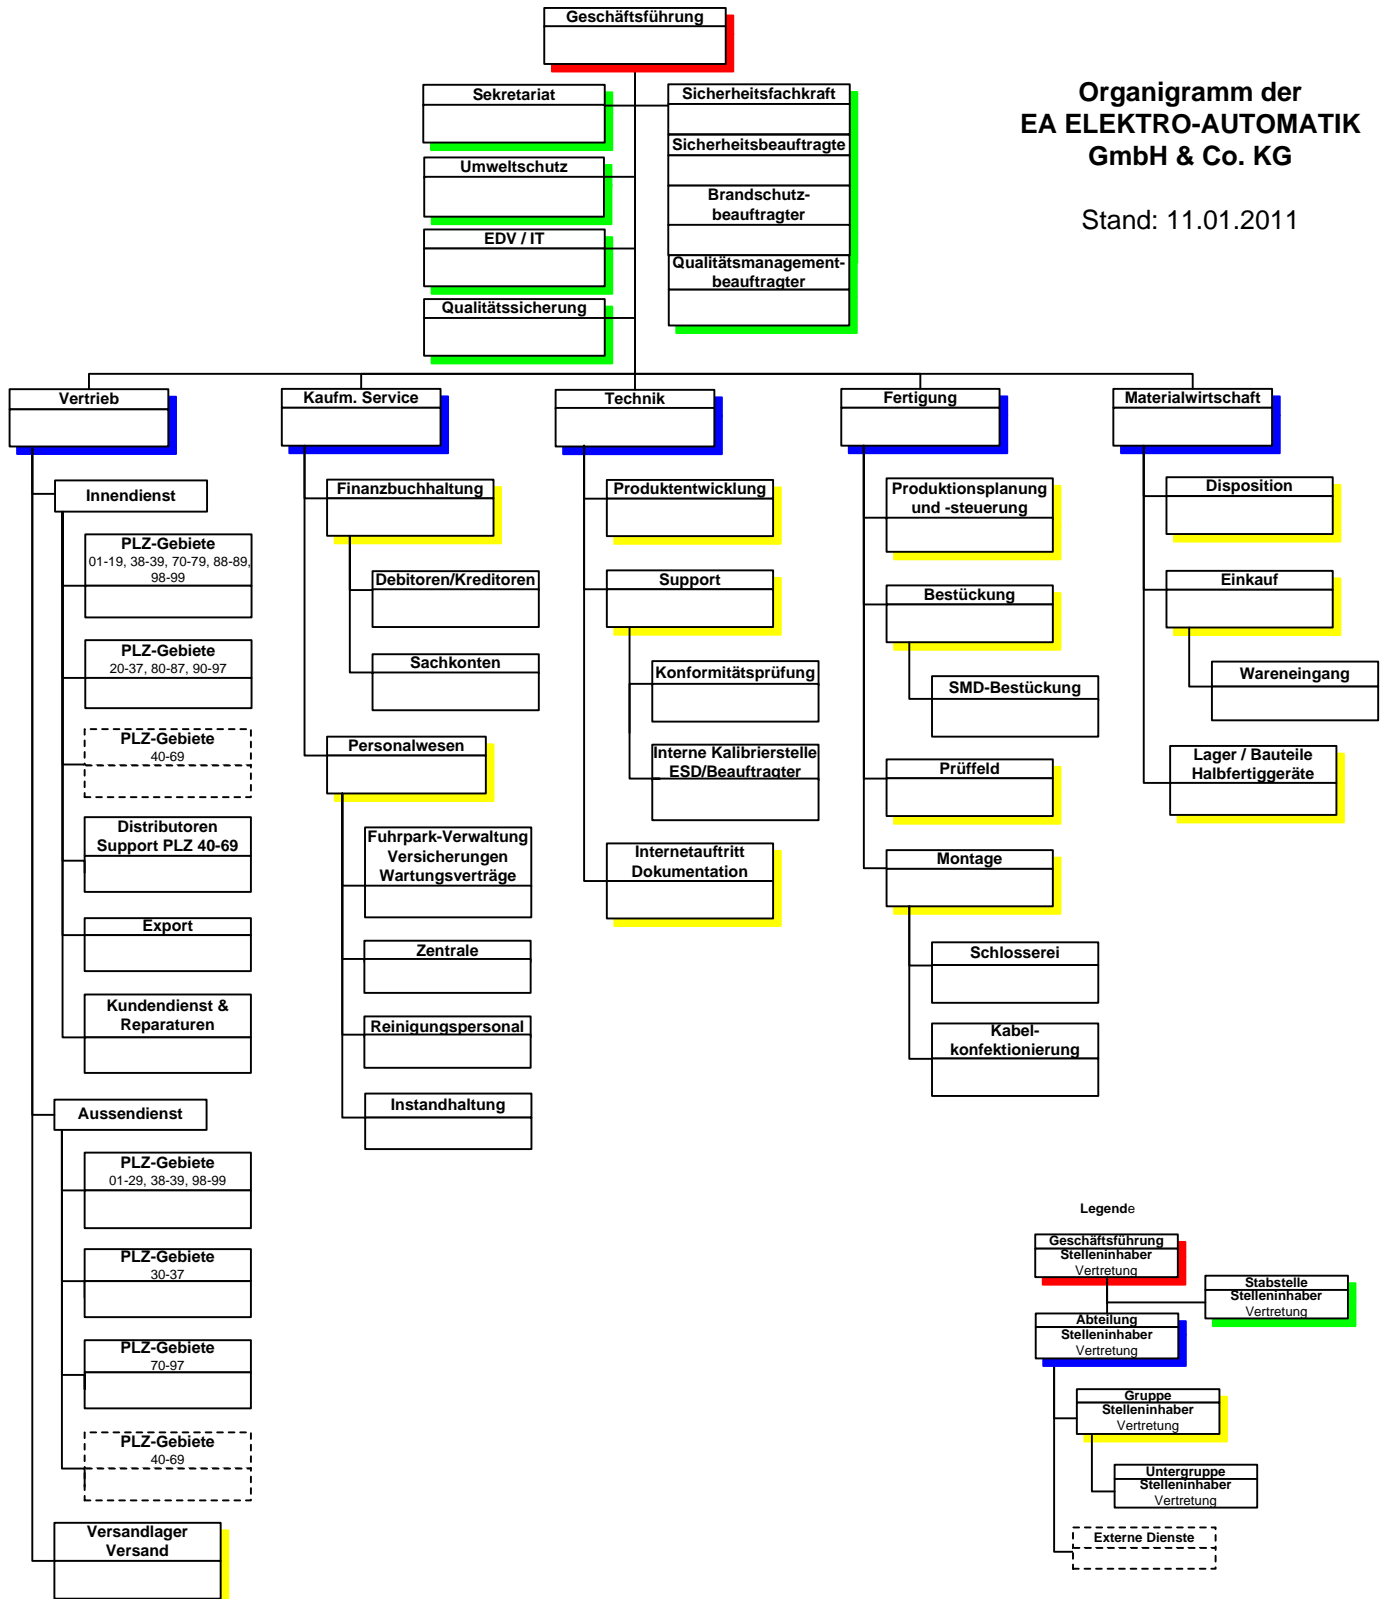 Geschäftsführung
Organigramm der
EA ELEKTRO-AUTOMATIK
GmbH & Co. KG
Stand: 11.01.2011
Sekretariat
Umweltschutz
EDV / IT
Qualitätssicherung
Sicherheitsfachkraft
Sicherheitsbeauftragte
Brandschutz-
beauftragter
Qualitätsmanagement-
beauftragter
Vertrieb
Innendienst
PLZ-Gebiete
01-19, 38-39, 70-79, 88-89,
98-99
PLZ-Gebiete
20-37, 80-87, 90-97
PLZ-Gebiete
40-69
Distributoren
Support PLZ 40-69
Export
Kundendienst &
Reparaturen
Aussendienst
PLZ-Gebiete
01-29, 38-39, 98-99
PLZ-Gebiete
30-37
PLZ-Gebiete
70-97
PLZ-Gebiete
40-69
Versandlager
Versand
Kaufm. Service
Finanzbuchhaltung
Debitoren/Kreditoren
Sachkonten
Personalwesen
Fuhrpark-Verwaltung
Versicherungen
Wartungsverträge
Zentrale
Reinigungspersonal
Instandhaltung
Technik
Produktentwicklung
Support
Konformitätsprüfung
Interne Kalibrierstelle
ESD/Beauftragter
Internetauftritt
Dokumentation
Fertigung
Produktionsplanung
und -steuerung
Bestückung
SMD-Bestückung
Prüffeld
Montage
Schlosserei
Kabel-
konfektionierung
Materialwirtschaft
Disposition
Einkauf
Wareneingang
Lager / Bauteile
Halbfertiggeräte
Legende
Geschäftsführung
Stelleninhaber
Vertretung
Stabstelle
Stelleninhaber
Vertretung
Abteilung
Stelleninhaber
Vertretung
Gruppe
Stelleninhaber
Vertretung
Untergruppe
Stelleninhaber
Vertretung
Externe Dienste